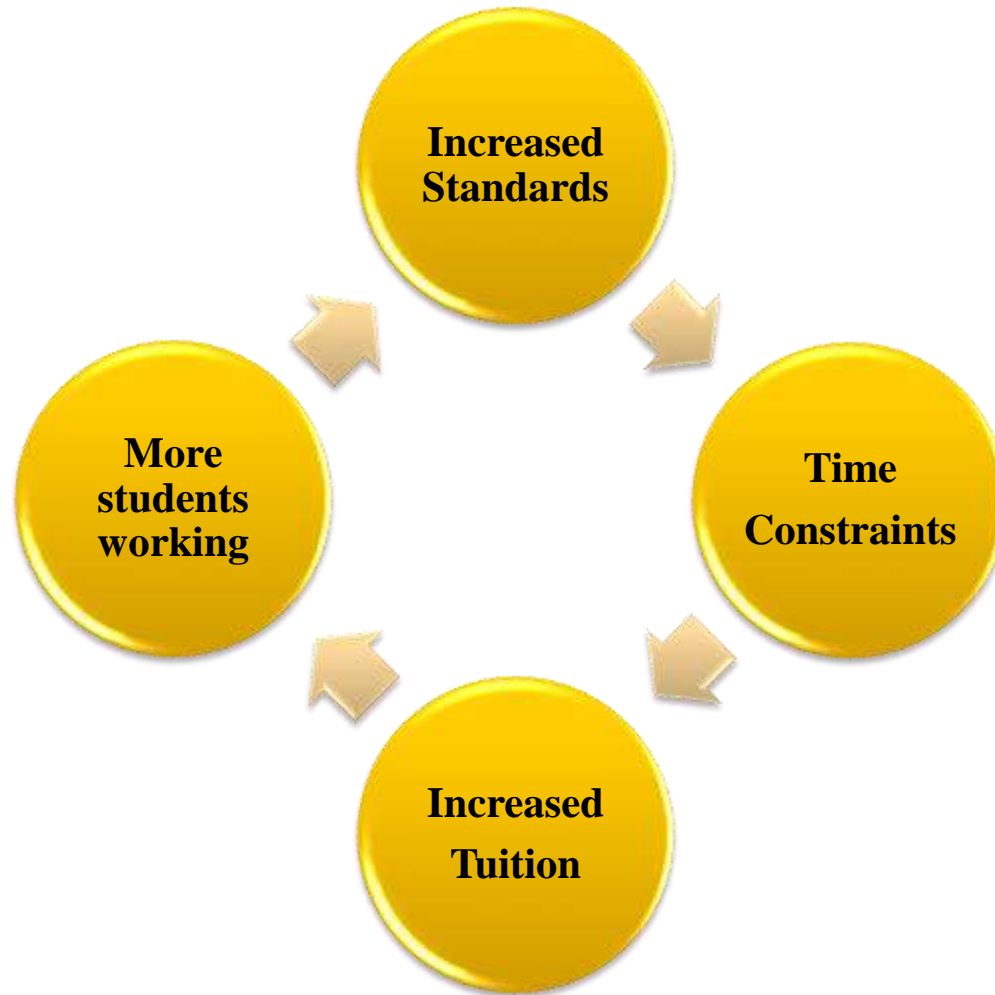 Increased
Standards
Time
Constraints
Increased
Tuition
More
students
working